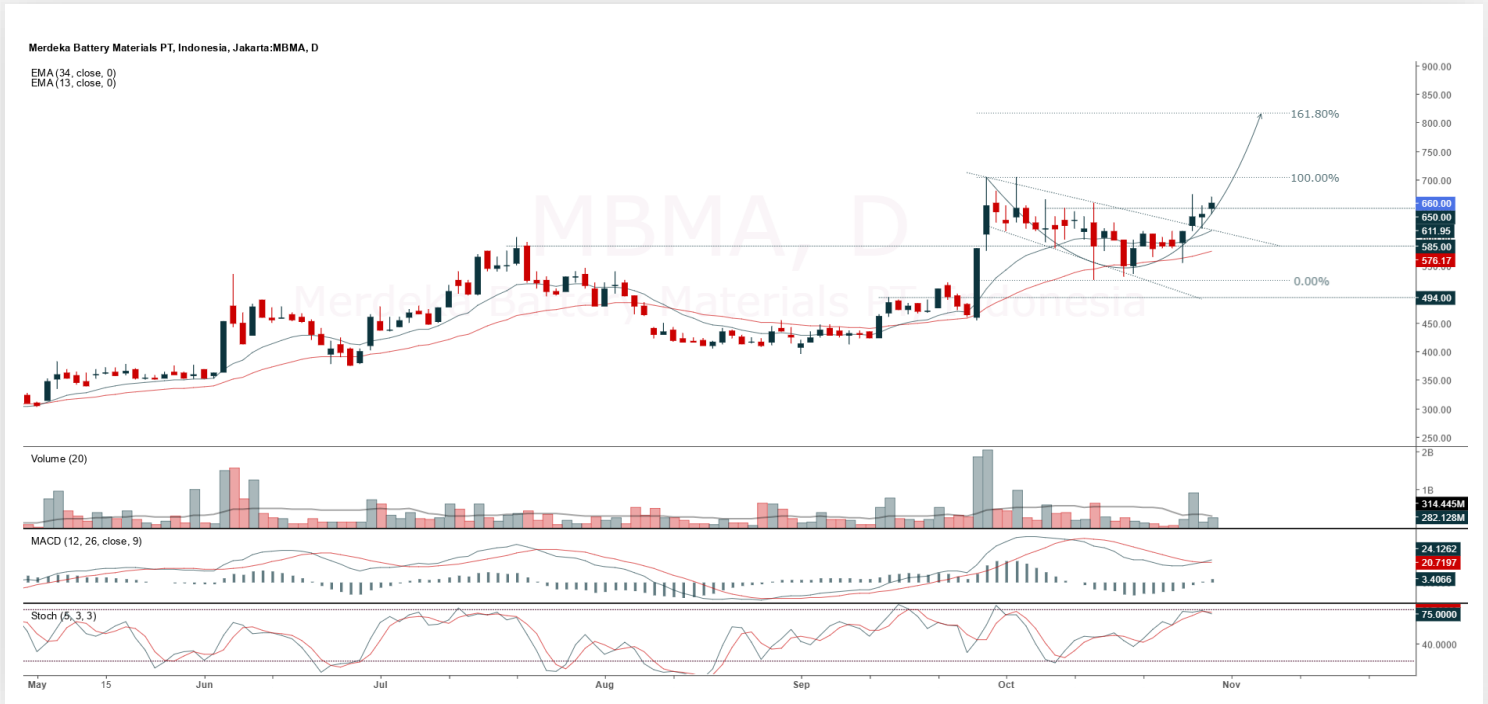 Merdeka Battery Materials PT, Indonesia, Jakarta:MBMA, D
EMA (34, close, 0)
EMA (13, close, 0)
MBMA, D
Merdeka Battery Materials PT, Indonesia
161.80%
100.00%
0.00%
900.00
850.00
800.00
750.00
700.00
660.00
650.00
611.95
585.00
576.17
494.00
450.00
400.00
350.00
300.00
250.00
Volume (20)
2B
1B
314.445M
282.128M
MACD (12, 26, close, 9)
24.1262
20.7197
3.4066
Stoch (5, 3, 3)
75.0000
40.0000
May 15 Jun Jul Aug Sep Oct Nov